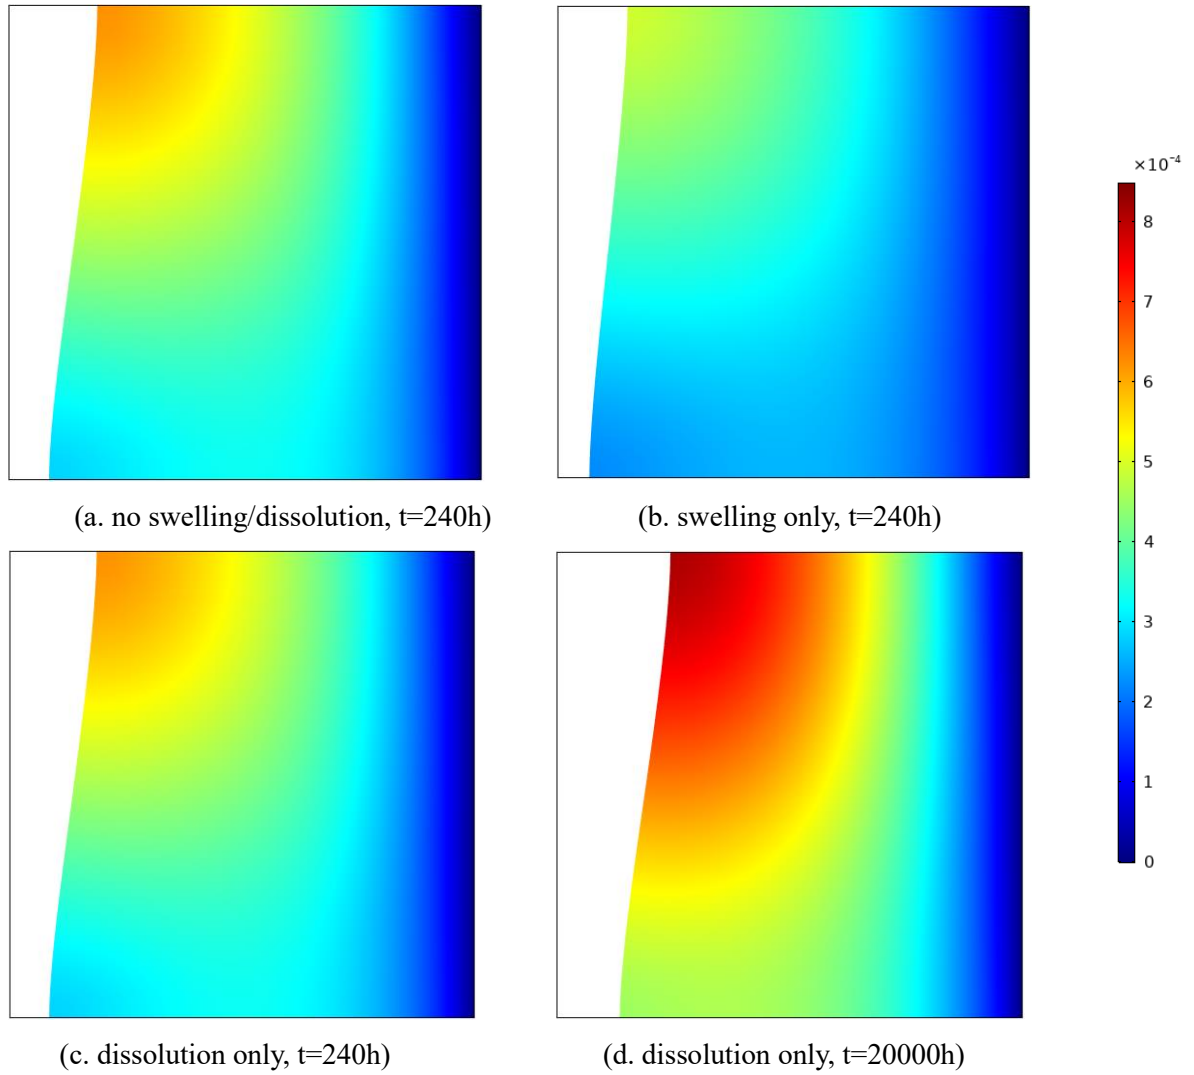 ×10⁻⁴
8
7
6
5
4
3
2
1
0
(a. no swelling/dissolution, t=240h)
(b. swelling only, t=240h)
(c. dissolution only, t=240h)
(d. dissolution only, t=20000h)